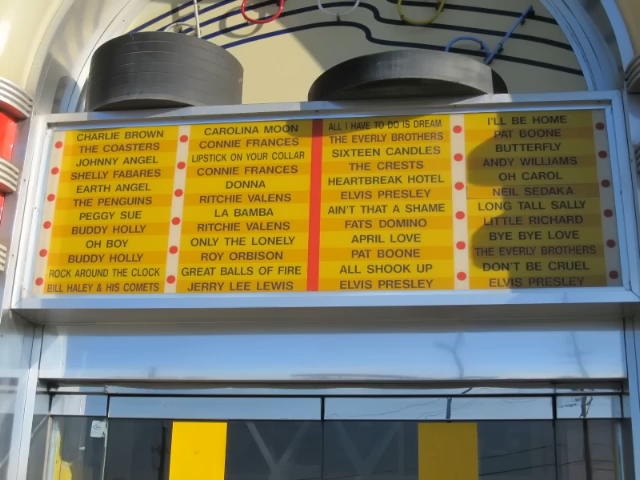 CHARLIE BROWN
THE COASTERS
JOHNNY ANGEL
SHELLY FABARES
EARTH ANGEL
THE PENGUINS
PEGGY SUE
BUDDY HOLLY
OH BOY
BUDDY HOLLY
ROCK AROUND THE CLOCK
BILL HALEY & HIS COMETS
CAROLINA MOON
CONNIE FRANCES
LIPSTICK ON YOUR COLLAR
CONNIE FRANCES
DONNA
RITCHIE VALENS
LA BAMBA
RITCHIE VALENS
ONLY THE LONELY
ROY ORBISON
GREAT BALLS OF FIRE
JERRY LEE LEWIS
ALL I HAVE TO DO IS DREAM
THE EVERLY BROTHERS
SIXTEEN CANDLES
THE CRESTS
HEARTBREAK HOTEL
ELVIS PRESLEY
AIN'T THAT A SHAME
FATS DOMINO
APRIL LOVE
PAT BOONE
ALL SHOOK UP
ELVIS PRESLEY
I'LL BE HOME
PAT BOONE
BUTTERFLY
ANDY WILLIAMS
OH CAROL
NEIL SEDAKA
LONG TALL SALLY
LITTLE RICHARD
BYE BYE LOVE
THE EVERLY BROTHERS
DON'T BE CRUEL
ELVIS PRESLEY